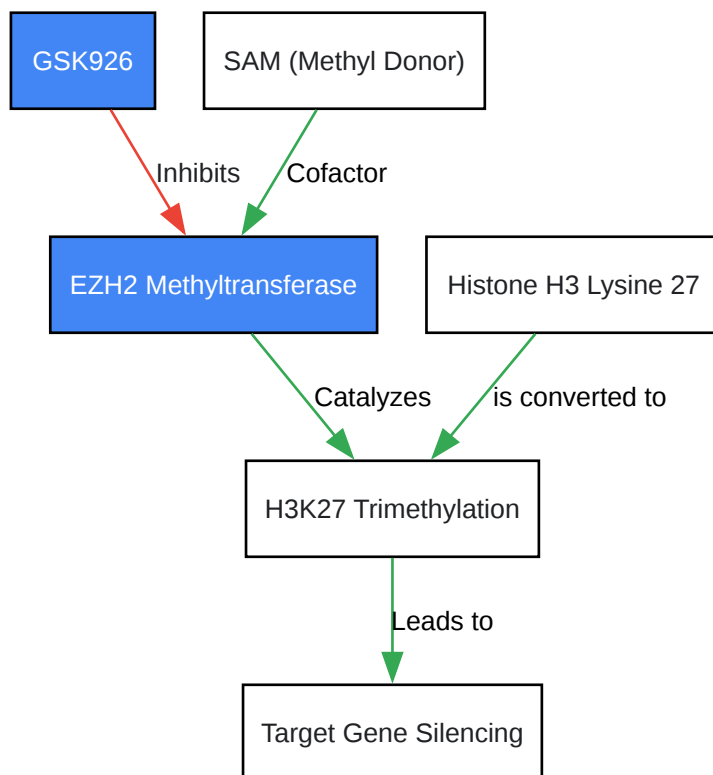 GSK926
SAM (Methyl Donor)
Inhibits
Cofactor
EZH2 Methyltransferase
Histone H3 Lysine 27
Catalyzes
is converted to
H3K27 Trimethylation
Leads to
Target Gene Silencing